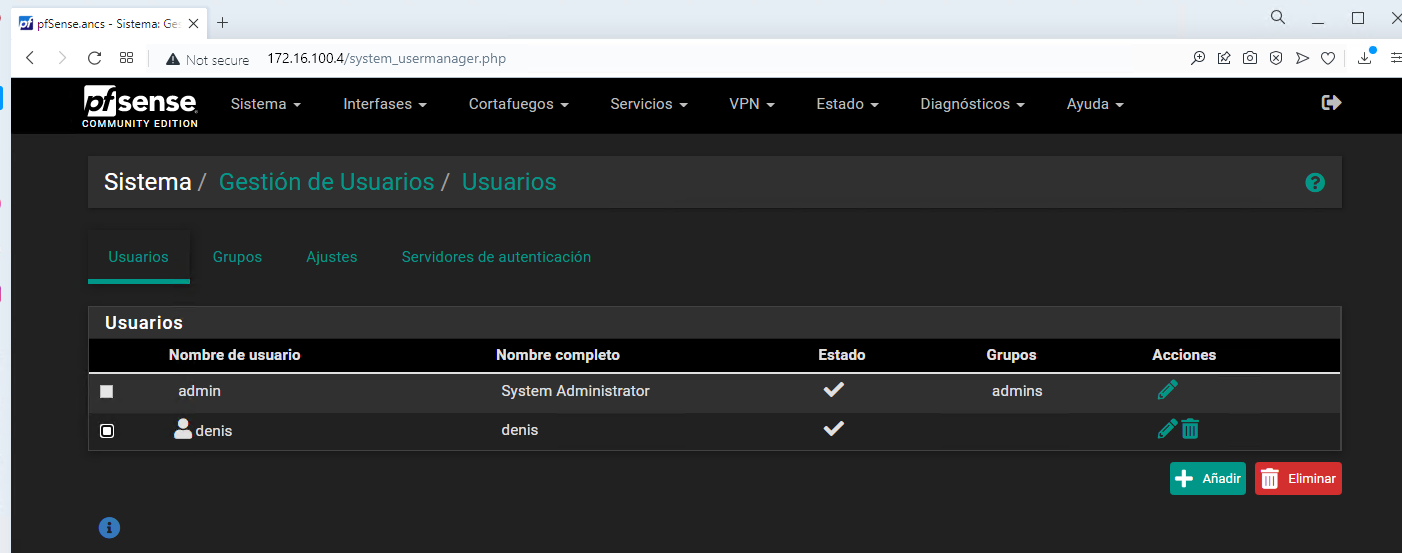 pfSense.ancs - Sistema: Ges
Not secure 172.16.100.4/system_usermanager.php
pfsense
COMMUNITY EDITION
Sistema Interfases Cortafuegos Servicios VPN Estado Diagnósticos Ayuda
Sistema / Gestión de Usuarios / Usuarios
Usuarios Grupos Ajustes Servidores de autenticación
Usuarios
Nombre de usuario Nombre completo Estado Grupos Acciones
admin System Administrator admins
denis denis
Añadir Eliminar